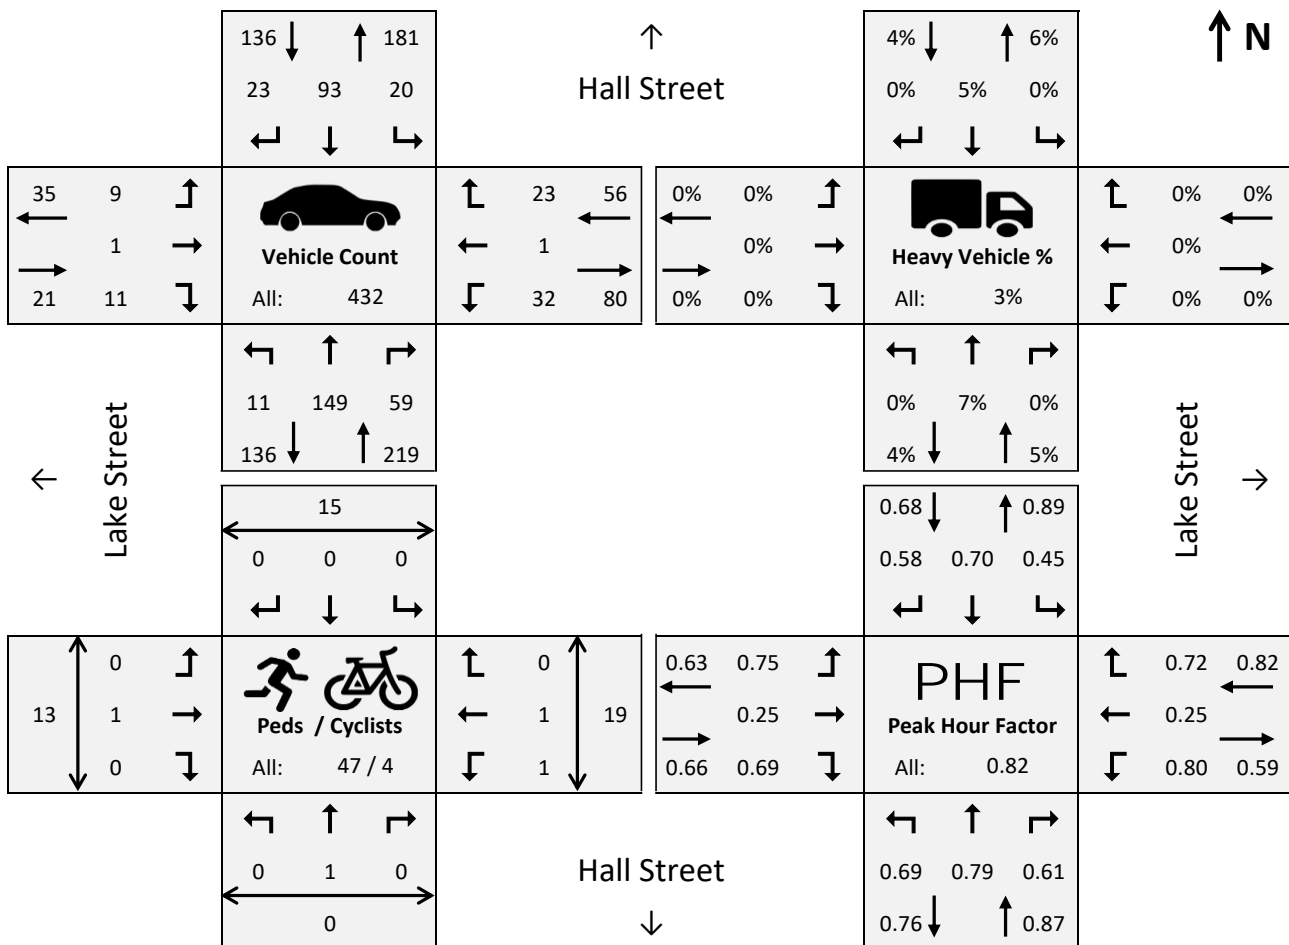 136 181 4% 6% N
23 93 20 Hall Street 0% 5% 0%
35 9 23 56 0% 0% 0% 0%
1 Vehicle Count 1 0% Heavy Vehicle % 0%
21 11 All: 432 32 80 0% 0% All: 3% 0% 0%
11 149 59 0% 7% 0%
136 219 4% 5%
Lake Street Lake Street
15 0.68 0.89
0 0 0 0.58 0.70 0.45
0 0 0.63 0.75 PHF 0.72 0.82
13 1 Peds / Cyclists 1 19 0.25 Peak Hour Factor 0.25
0 All: 47 / 4 1 0.66 0.69 All: 0.82 0.80 0.59
0 1 0 Hall Street 0.69 0.79 0.61
0 0.76 0.87